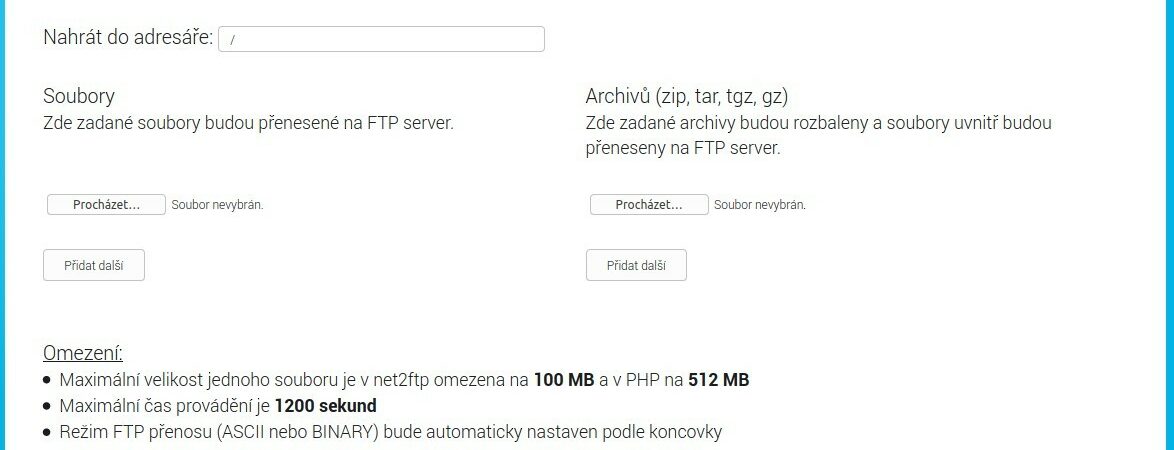 Nahrát do adresáře: /
Soubory
Zde zadané soubory budou přenesené na FTP server.
Procházet... Soubor nevybrán.
Přidat další
Archivů (zip, tar, tgz, gz)
Zde zadané archivy budou rozbaleny a soubory uvnitř budou
přeneseny na FTP server.
Procházet... Soubor nevybrán.
Přidat další
Omezení:
• Maximální velikost jednoho souboru je v net2ftp omezena na 100 MB a v PHP na 512 MB
• Maximální čas provádění je 1200 sekund
• Režim FTP přenosu (ASCII nebo BINARY) bude automaticky nastaven podle koncovky